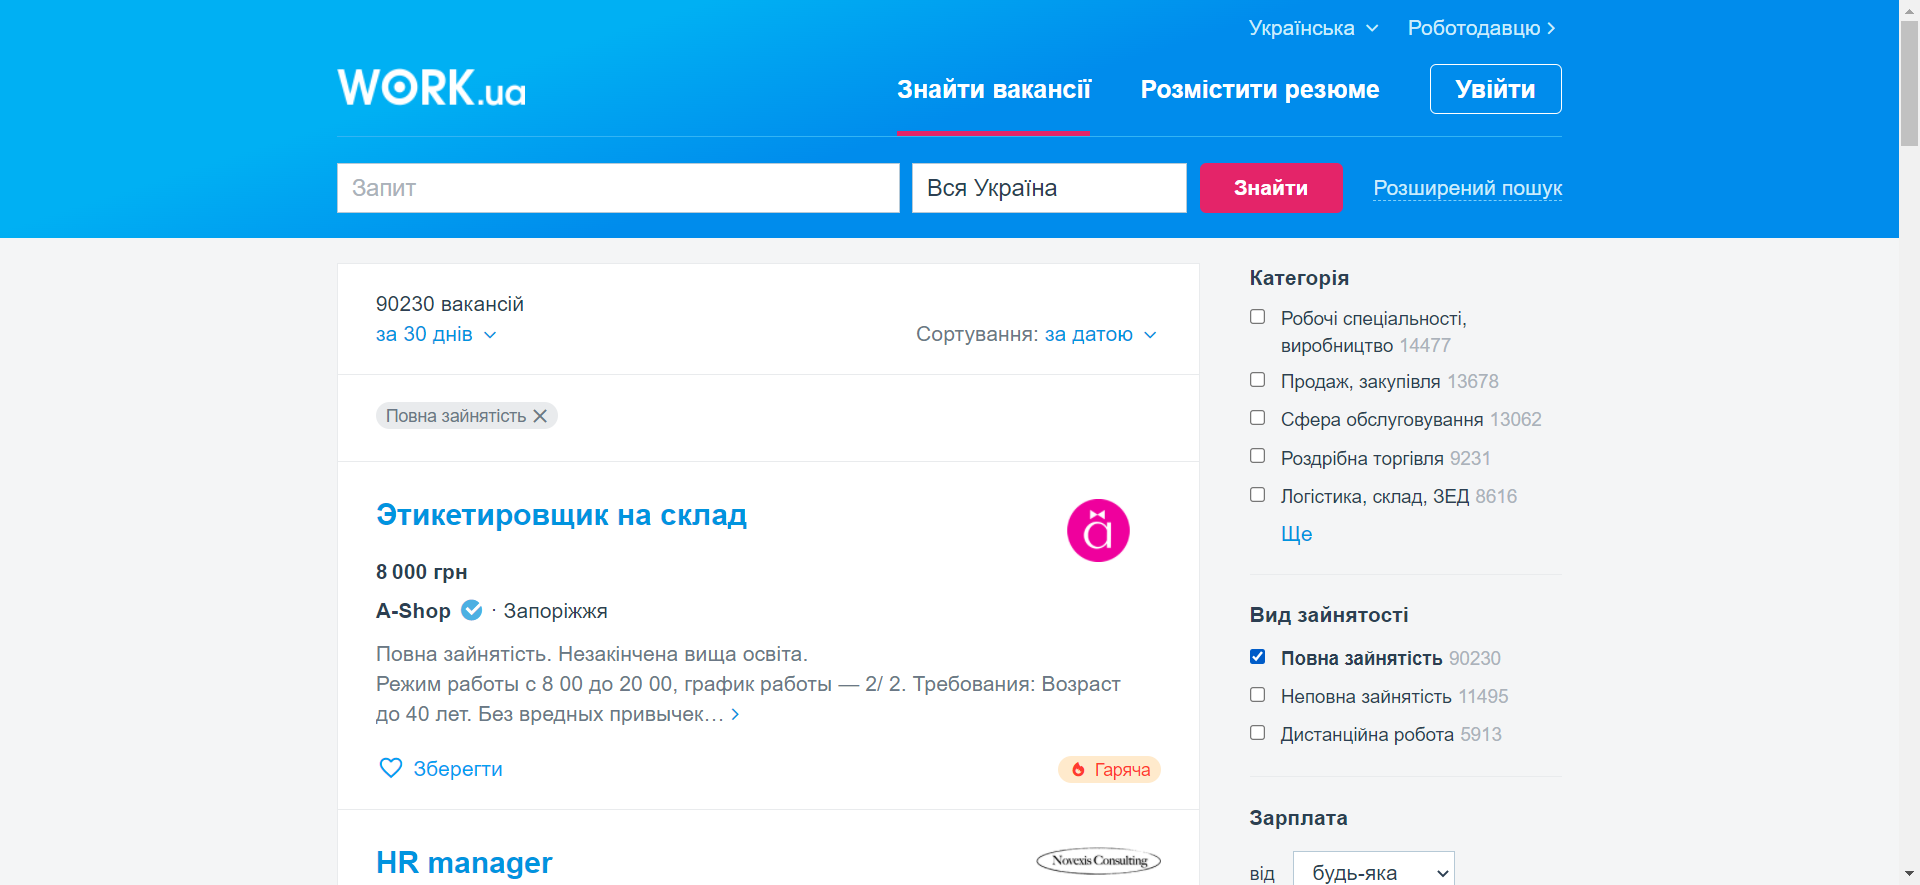 Українська
Роботодавцю
WORK.ua
Знайти вакансії
Розмістити резюме
Увійти
Запит
Вся Україна
Знайти
Розширений пошук
90230 вакансій
за 30 днів
Сортування: за датою
Повна зайнятість
Этикетировщик на склад
8 000 грн
A-Shop · Запоріжжя
Повна зайнятість. Незакінчена вища освіта.
Режим работы с 8 00 до 20 00, график работы — 2/ 2. Требования: Возраст
до 40 лет. Без вредных привычек…
Зберегти
Гаряча
HR manager
Novexis Consulting
Категорія
Робочі спеціальності,
виробництво 14477
Продаж, закупівля 13678
Сфера обслуговування 13062
Роздрібна торгівля 9231
Логістика, склад, ЗЕД 8616
Ще
Вид зайнятості
Повна зайнятість 90230
Неповна зайнятість 11495
Дистанційна робота 5913
Зарплата
від
будь-яка